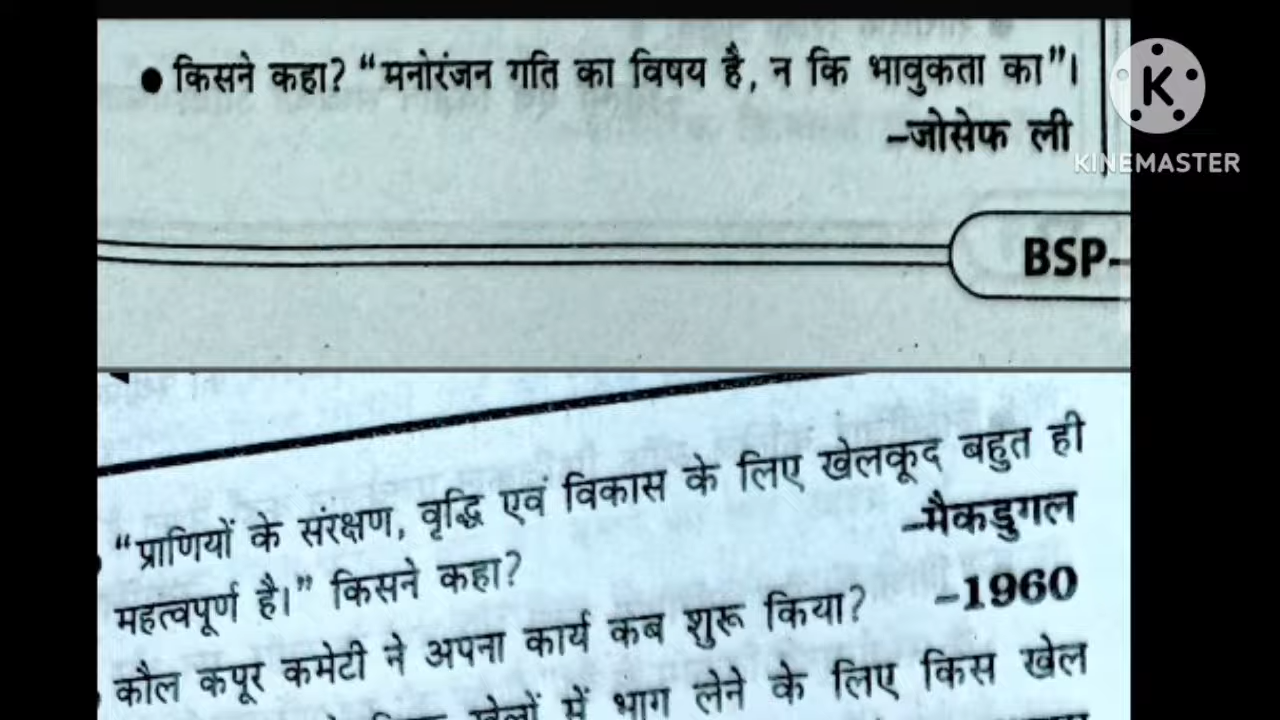 ● किसने कहा? “मनोरंजन गति का विषय है, न कि भावुकता का”।
–जोसेफ ली
K
KINEMASTER
BSP-
“प्राणियों के संरक्षण, वृद्धि एवं विकास के लिए खेलकूद बहुत ही
महत्वपूर्ण है।” किसने कहा? –मैकडुगल
कौल कपूर कमेटी ने अपना कार्य कब शुरू किया? –1960
खेलों में भाग लेने के लिए किस खेल